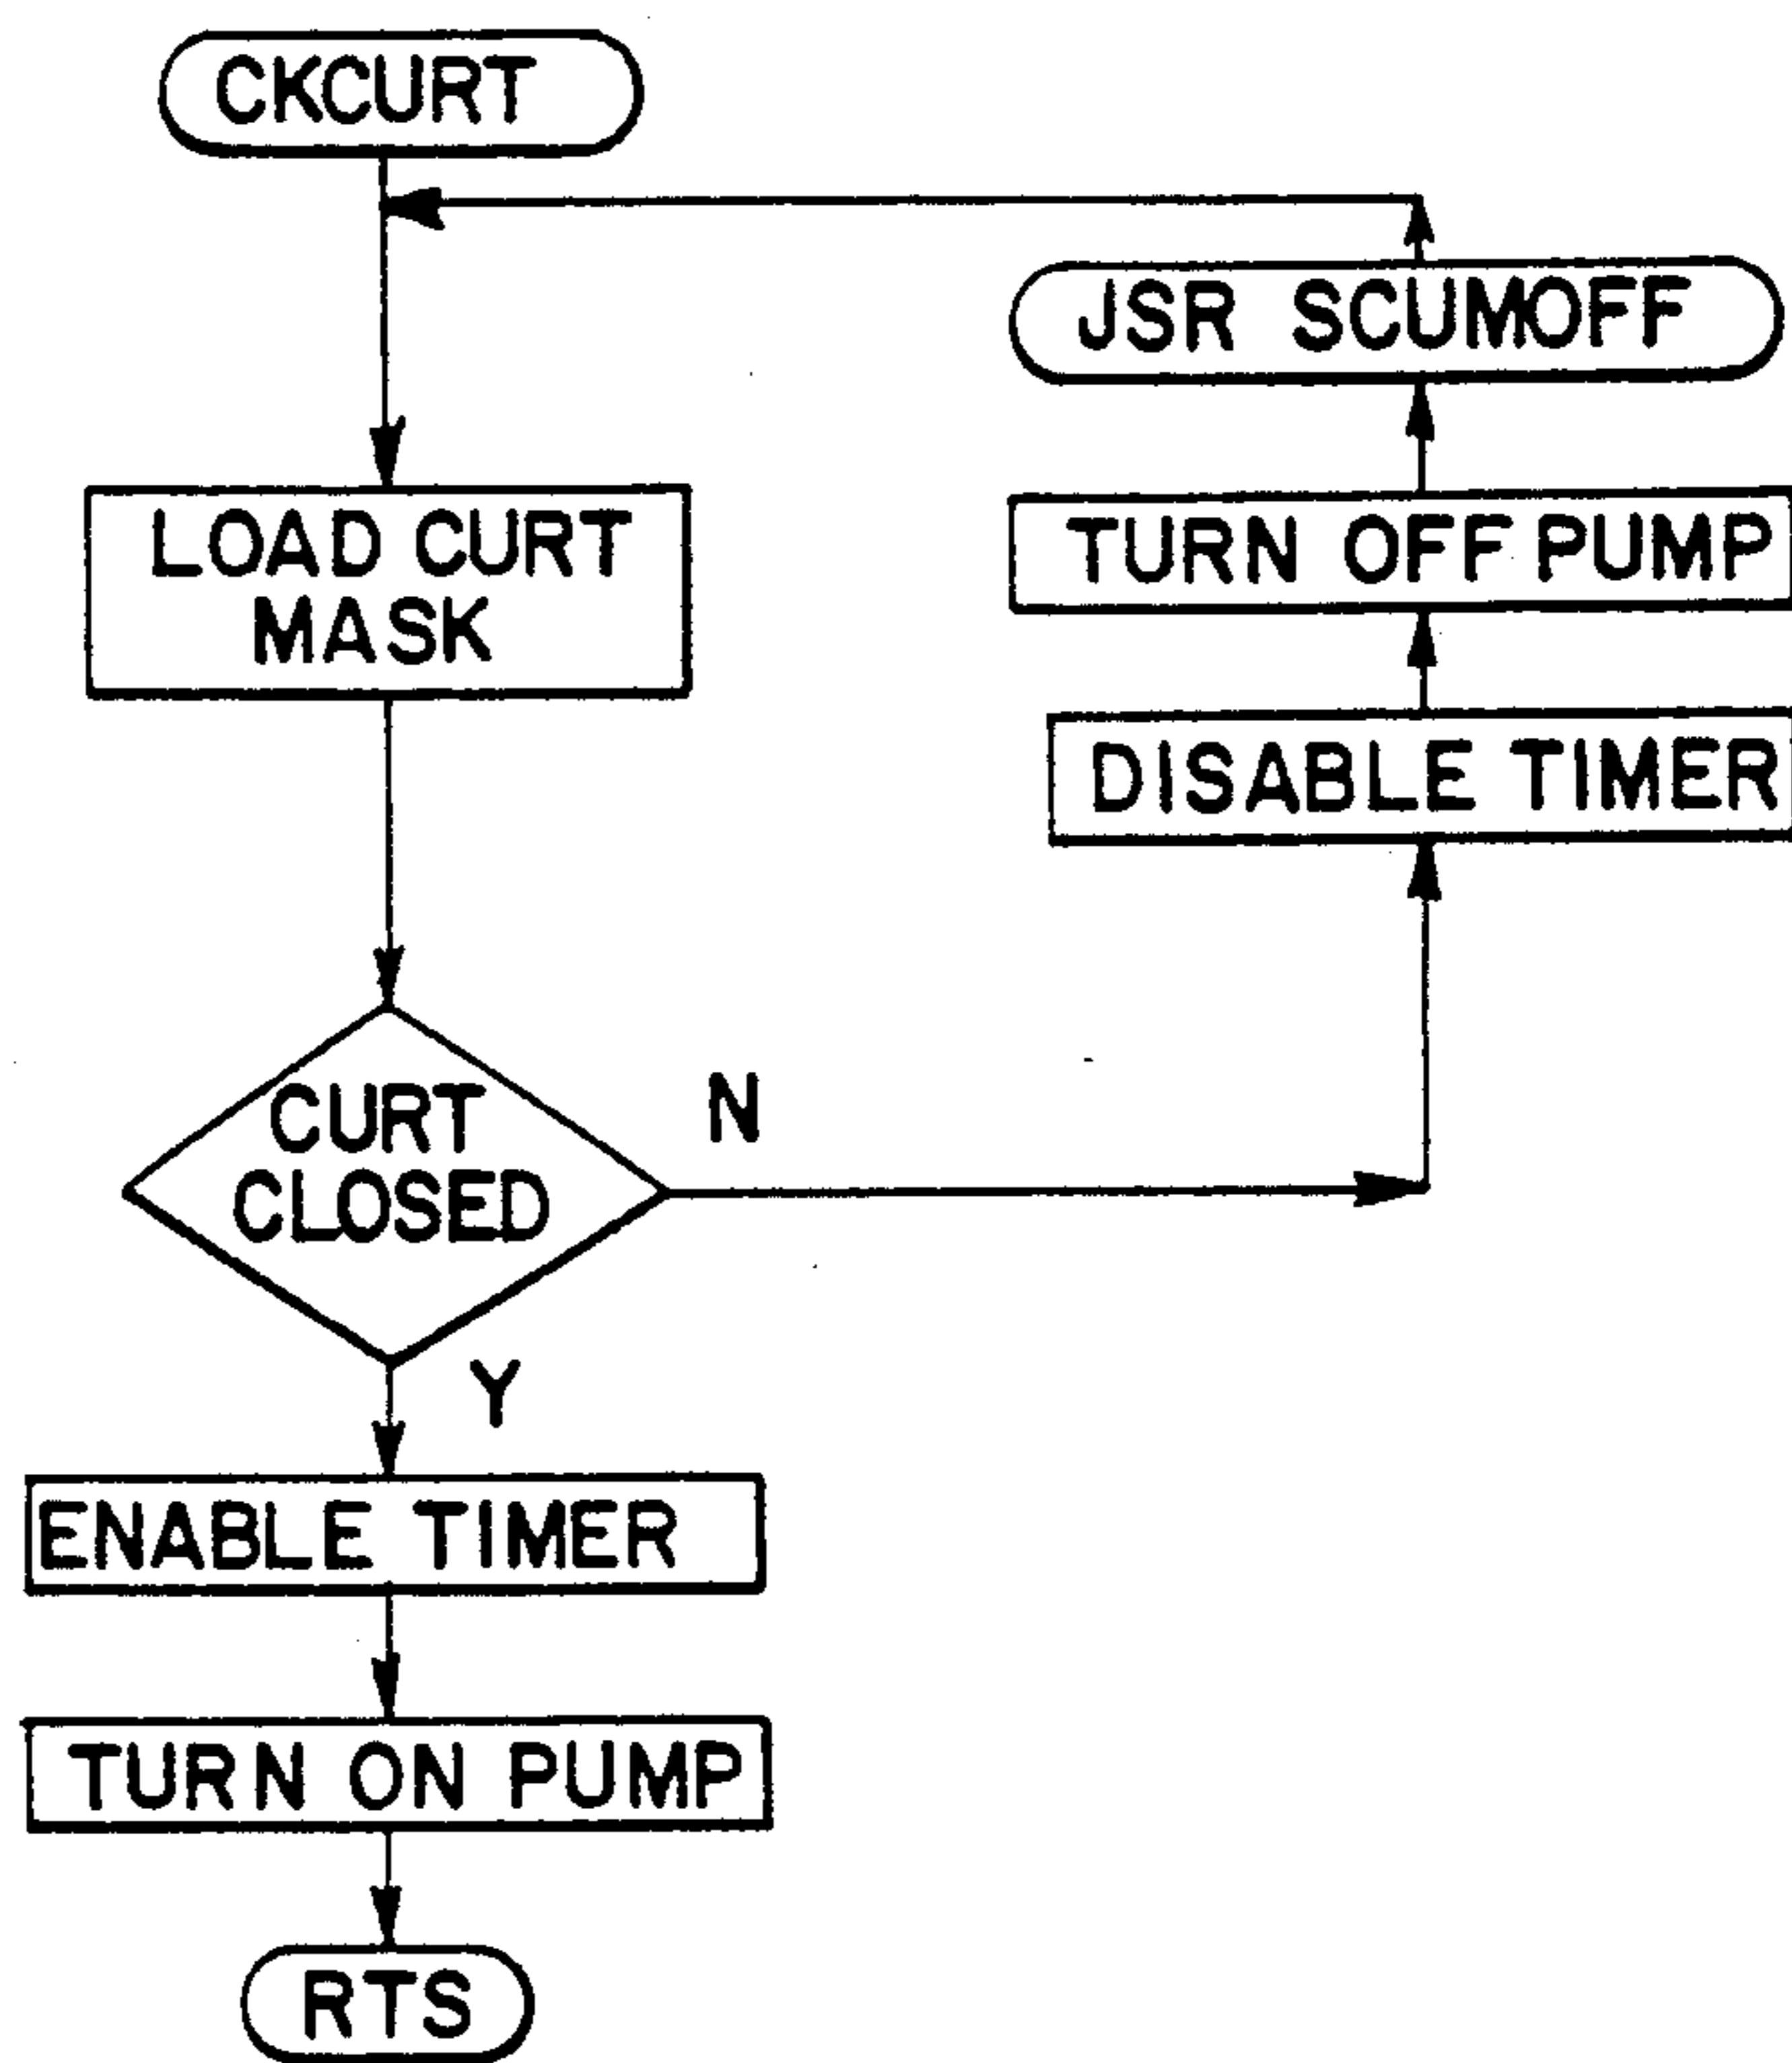 CKCURT
JSR SCUMOFF
LOAD CURT
MASK
TURN OFF PUMP
DISABLE TIMER
CURT
CLOSED
N
Y
ENABLE TIMER
TURN ON PUMP
RTS